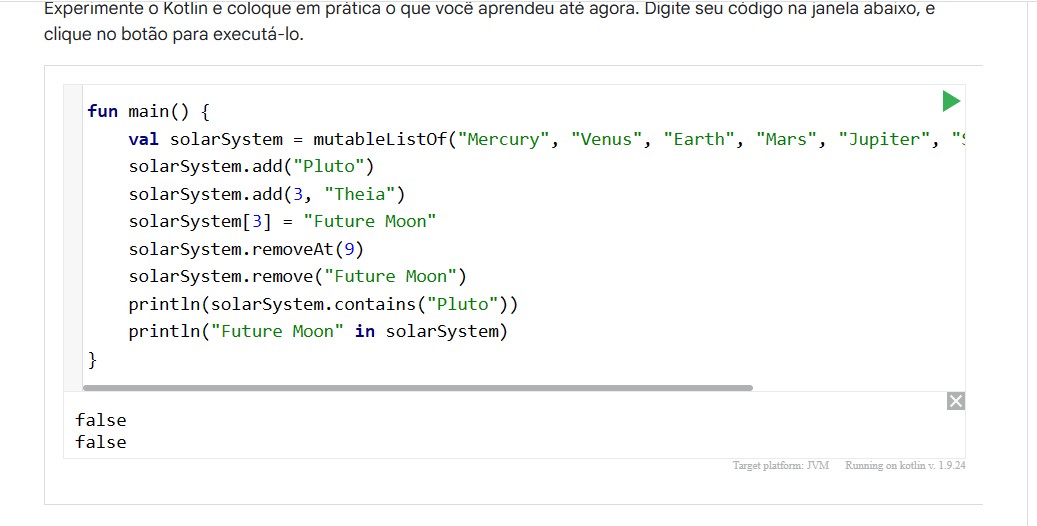 Experimente o Kotlin e coloque em prática o que você aprendeu até agora. Digite seu código na janela abaixo, e
clique no botão para executá-lo.
fun main() {
    val solarSystem = mutableListOf("Mercury", "Venus", "Earth", "Mars", "Jupiter", "
    solarSystem.add("Pluto")
    solarSystem.add(3, "Theia")
    solarSystem[3] = "Future Moon"
    solarSystem.removeAt(9)
    solarSystem.remove("Future Moon")
    println(solarSystem.contains("Pluto"))
    println("Future Moon" in solarSystem)
}
false
false
Target platform: JVM Running on kotlin v. 1.9.24